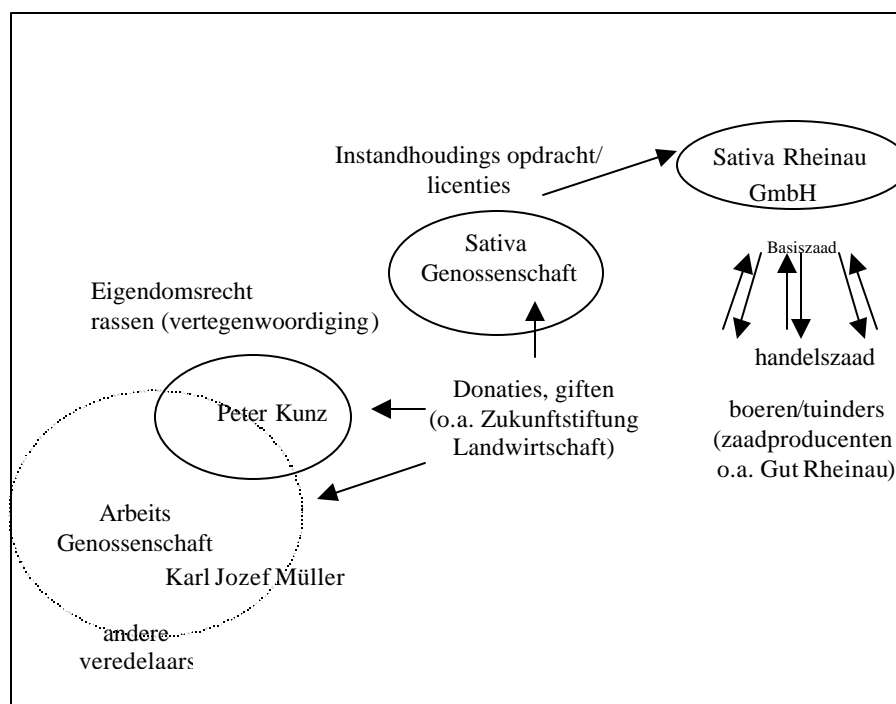 Instandhoudings opdracht/
licenties
Sativa Rheinau
GmbH
Sativa
Genossenschaft
Basiszaad
Eigendomsrecht
rassen (vertegenwoordiging)
handelszaad
Peter Kunz
Donaties, giften
(o.a. Zukunftstiftung
Landwirtschaft)
boeren/tuinders
(zaadproducenten
o.a. Gut Rheinau)
Arbeits
Genossenschaft
Karl Jozef Müller
andere
veredelaars